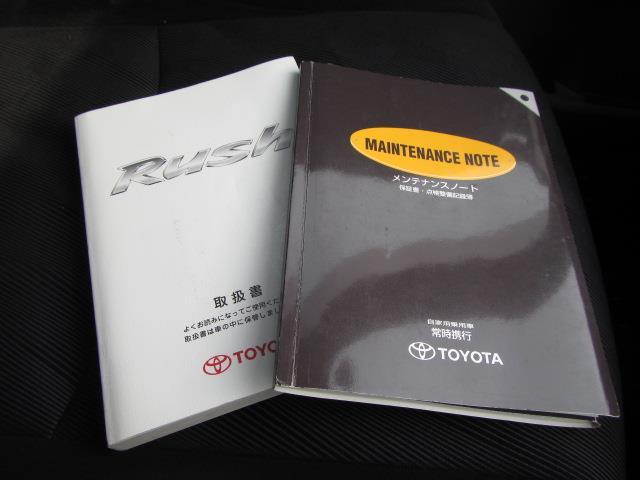 Rush
取扱書
よくお読みになってご使用くだ
取扱書は車の中に保管しまし
TOYO
MAINTENANCE NOTE
メンテナンスノート
保証書・点検整備記録簿
自家用乗用車
常時携行
TOYOTA